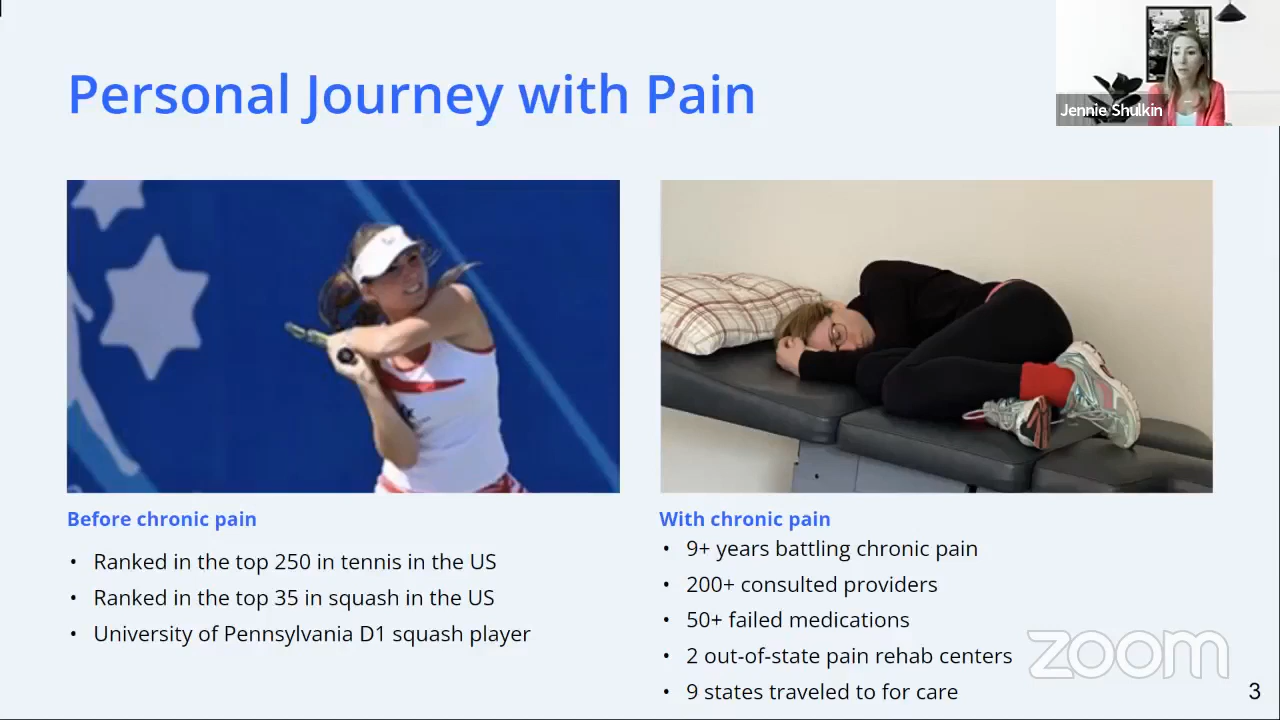 Personal Journey with Pain
Jennie Shulkin
Before chronic pain
• Ranked in the top 250 in tennis in the US
• Ranked in the top 35 in squash in the US
• University of Pennsylvania D1 squash player
With chronic pain
• 9+ years battling chronic pain
• 200+ consulted providers
• 50+ failed medications
• 2 out-of-state pain rehab centers
• 9 states traveled to for care
zoom
3